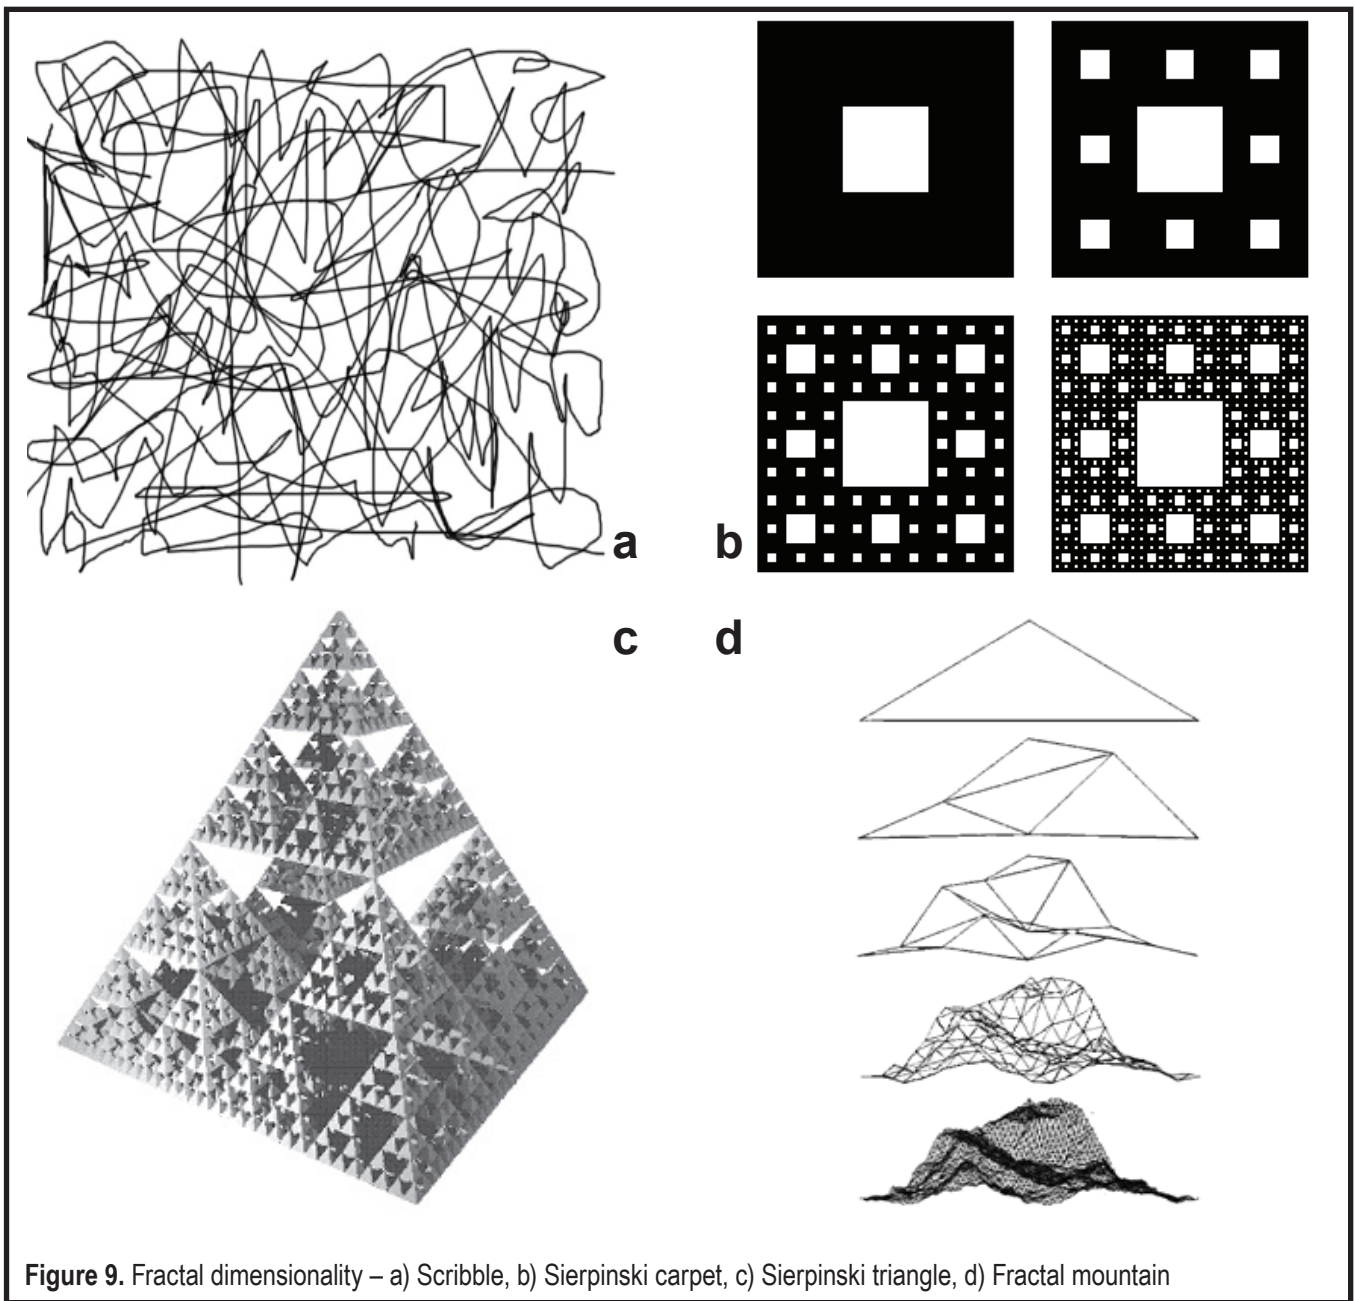 a
b
c
d
Figure 9. Fractal dimensionality – a) Scribble, b) Sierpinski carpet, c) Sierpinski triangle, d) Fractal mountain